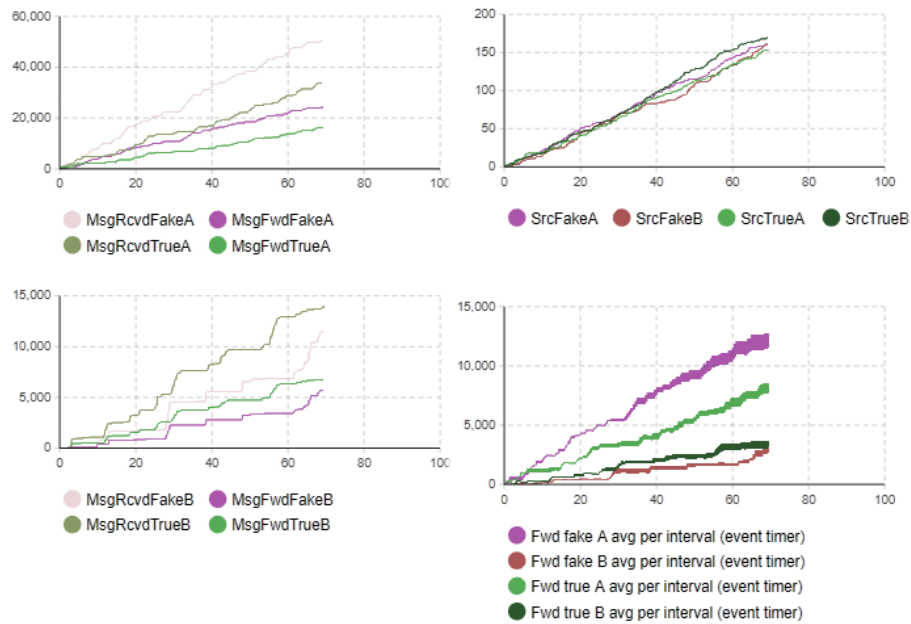 60,000
40,000
20,000
0
0 20 40 60 80 100
MsgRcvdFakeA MsgFwdFakeA
MsgRcvdTrueA MsgFwdTrueA
200
150
100
50
0
0 20 40 60 80 100
SrcFakeA SrcFakeB SrcTrueA SrcTrueB
15,000
10,000
5,000
0
0 20 40 60 80 100
MsgRcvdFakeB MsgFwdFakeB
MsgRcvdTrueB MsgFwdTrueB
15,000
10,000
5,000
0
0 20 40 60 80 100
Fwd fake A avg per interval (event timer)
Fwd fake B avg per interval (event timer)
Fwd true A avg per interval (event timer)
Fwd true B avg per interval (event timer)